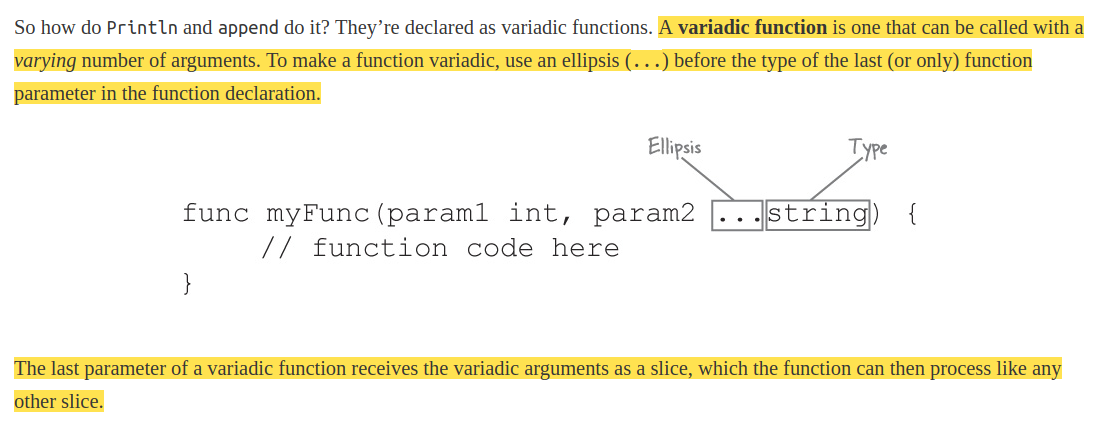 So how do Println and append do it? They’re declared as variadic functions. A variadic function is one that can be called with a
varying number of arguments. To make a function variadic, use an ellipsis (...) before the type of the last (or only) function
parameter in the function declaration.
Ellipsis Type
func myFunc(param1 int, param2 ...string) {
// function code here
}
The last parameter of a variadic function receives the variadic arguments as a slice, which the function can then process like any
other slice.